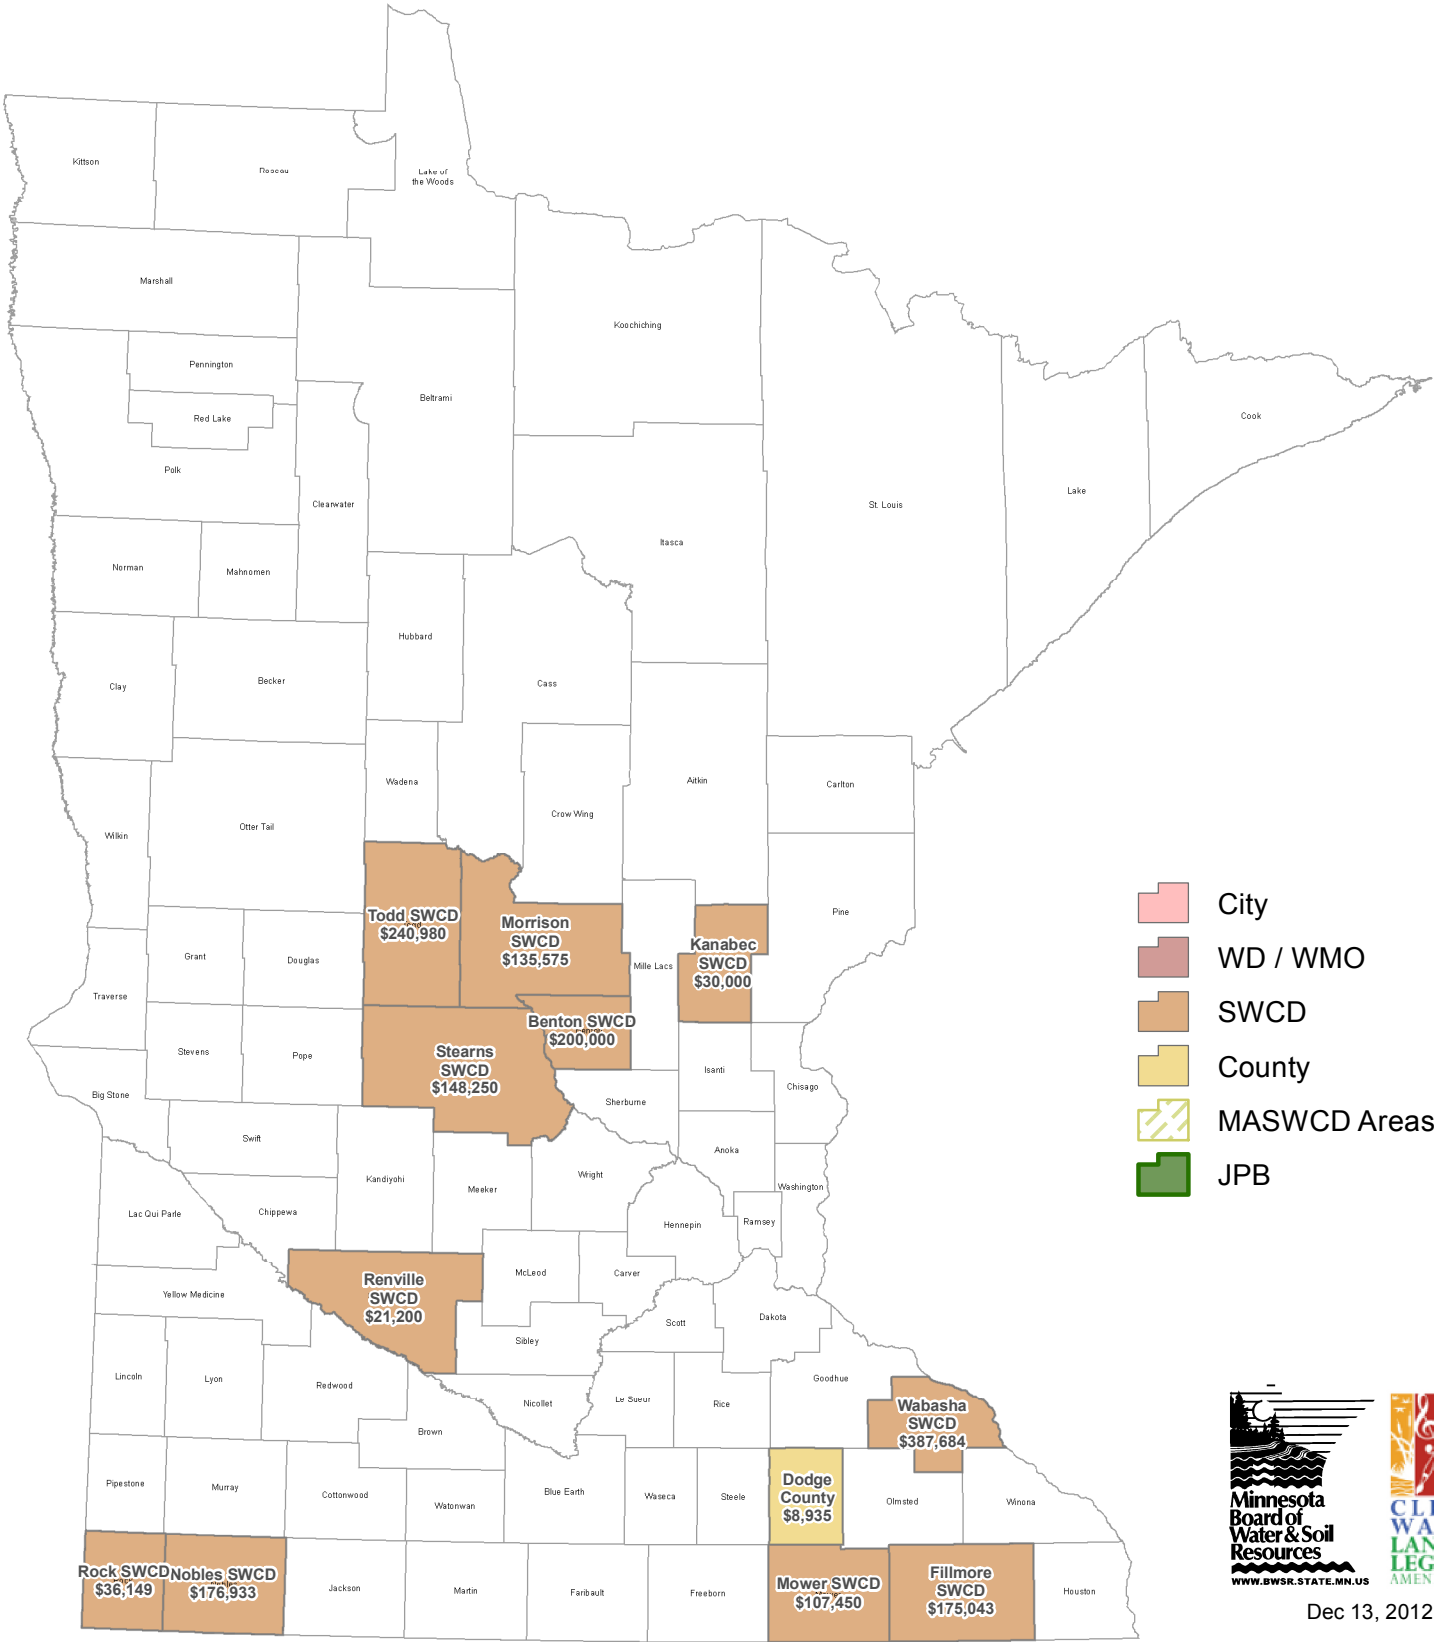 Kittson
Roseau
Lake of
the Woods
Marshall
Koochiching
Pennington
Beltrami
Red Lake
Cook
Polk
Clearwater
St. Louis
Lake
Itasca
Norman
Mahnomen
Hubbard
Cass
Clay
Becker
Wadena
Aitkin
Carlton
Crow Wing
Otter Tail
Wilkin
Todd SWCD
$240,980
Morrison
SWCD
$135,575
Pine
Kanabec
SWCD
$30,000
Mille Lacs
Grant
Douglas
Traverse
Benton SWCD
$200,000
Stearns
SWCD
$148,250
Stevens
Pope
Isanti
Chisago
Big Stone
Sherburne
Swift
Anoka
Kandiyohi
Meeker
Wright
Washington
Lac Qui Parle
Chippewa
Hennepin
Ramsey
Renville
SWCD
$21,200
McLeod
Carver
Yellow Medicine
Scott
Dakota
Sibley
Lincoln
Lyon
Redwood
Goodhue
Nicollet
Le Sueur
Rice
Wabasha
SWCD
$387,684
Brown
Pipestone
Murray
Cottonwood
Watonwan
Blue Earth
Waseca
Steele
Dodge
County
$8,935
Olmsted
Winona
Rock SWCD
$36,149
Nobles SWCD
$176,933
Jackson
Martin
Faribault
Freeborn
Mower SWCD
$107,450
Fillmore
SWCD
$175,043
Houston
City
WD / WMO
SWCD
County
MASWCD Areas
JPB
Minnesota
Board of
Water & Soil
Resources
WWW.BWSR.STATE.MN.US
CLE
WA
LAN
LEG
AMEN
Dec 13, 2012